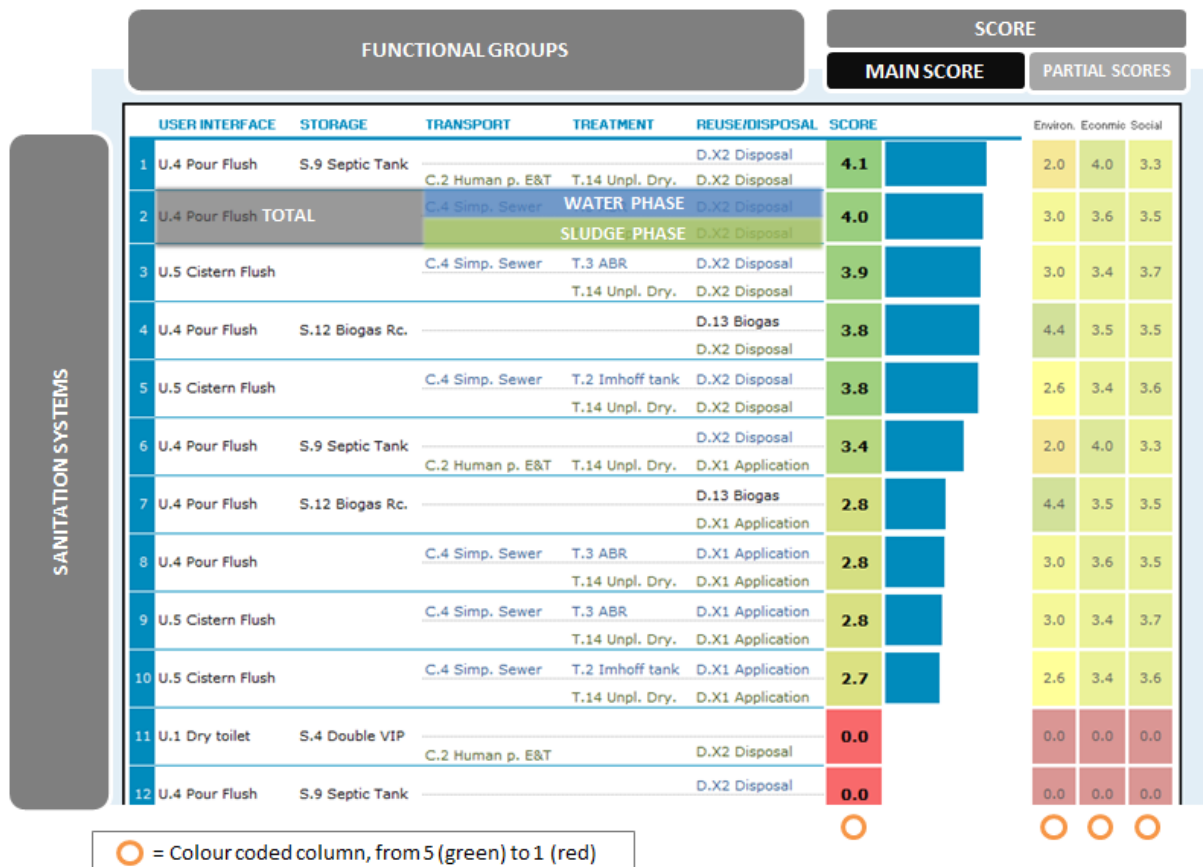 FUNCTIONAL GROUPS
SCORE
MAIN SCORE PARTIAL SCORES
SANITATION SYSTEMS
USER INTERFACE STORAGE TRANSPORT TREATMENT REUSE/DISPOSAL SCORE Environ. Econmic Social
D.X2 Disposal
1 U.4 Pour Flush S.9 Septic Tank 4.1 2.0 4.0 3.3
C.2 Human p. E&T T.14 Unpl. Dry. D.X2 Disposal
C.4 Simp. Sewer WATER PHASE D.X2 Disposal
2 U.4 Pour Flush TOTAL 4.0 3.0 3.6 3.5
SLUDGE PHASE D.X2 Disposal
C.4 Simp. Sewer T.3 ABR D.X2 Disposal
3 U.5 Cistern Flush 3.9 3.0 3.4 3.7
T.14 Unpl. Dry. D.X2 Disposal
D.13 Biogas
4 U.4 Pour Flush S.12 Biogas Rc. 3.8 4.4 3.5 3.5
D.X2 Disposal
C.4 Simp. Sewer T.2 Imhoff tank D.X2 Disposal
5 U.5 Cistern Flush 3.8 2.6 3.4 3.6
T.14 Unpl. Dry. D.X2 Disposal
D.X2 Disposal
6 U.4 Pour Flush S.9 Septic Tank 3.4 2.0 4.0 3.3
C.2 Human p. E&T T.14 Unpl. Dry. D.X1 Application
D.13 Biogas
7 U.4 Pour Flush S.12 Biogas Rc. 2.8 4.4 3.5 3.5
D.X1 Application
C.4 Simp. Sewer T.3 ABR D.X1 Application
8 U.4 Pour Flush 2.8 3.0 3.6 3.5
T.14 Unpl. Dry. D.X1 Application
C.4 Simp. Sewer T.3 ABR D.X1 Application
9 U.5 Cistern Flush 2.8 3.0 3.4 3.7
T.14 Unpl. Dry. D.X1 Application
C.4 Simp. Sewer T.2 Imhoff tank D.X1 Application
10 U.5 Cistern Flush 2.7 2.6 3.4 3.6
T.14 Unpl. Dry. D.X1 Application
11 U.1 Dry toilet S.4 Double VIP 0.0 0.0 0.0 0.0
C.2 Human p. E&T D.X2 Disposal
D.X2 Disposal
12 U.4 Pour Flush S.9 Septic Tank 0.0 0.0 0.0 0.0
= Colour coded column, from 5 (green) to 1 (red)